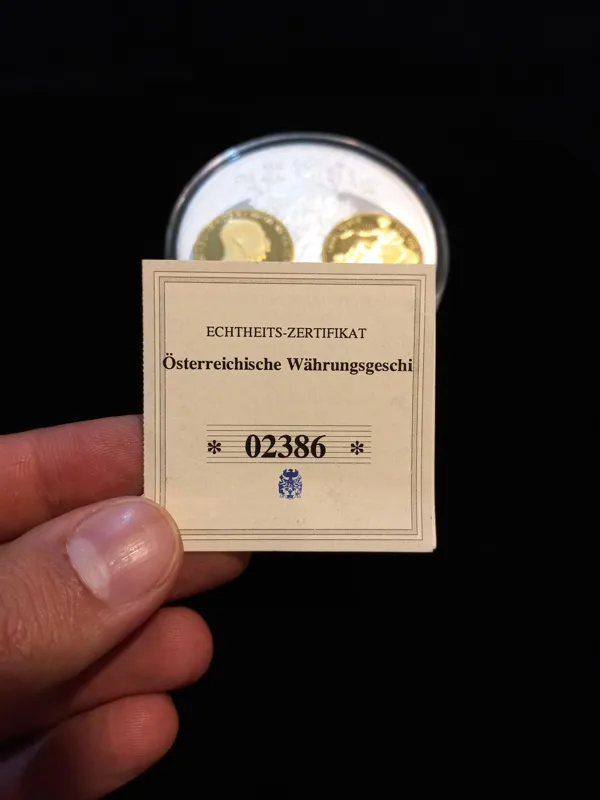 ECHTHEITS-ZERTIFIKAT
Österreichische Währungsgeschi
* 02386 *